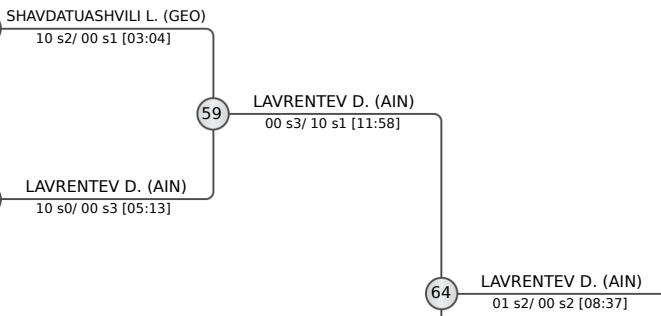 SHAVDATUASHVILI L. (GEO)
10 s2/ 00 s1 [03:04]
59
LAVRENTEV D. (AIN)
00 s3/ 10 s1 [11:58]
LAVRENTEV D. (AIN)
10 s0/ 00 s3 [05:13]
64
LAVRENTEV D. (AIN)
01 s2/ 00 s2 [08:37]